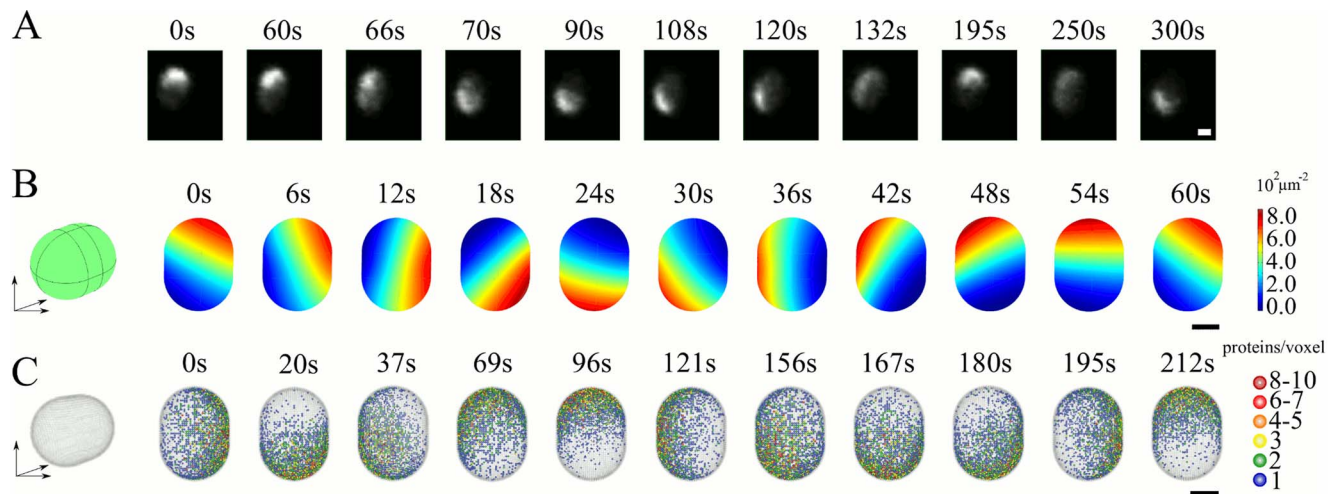 A
0s 60s 66s 70s 90s 108s 120s 132s 195s 250s 300s
B
0s 6s 12s 18s 24s 30s 36s 42s 48s 54s 60s
10²μm⁻²
8.0
6.0
4.0
2.0
0.0
C
0s 20s 37s 69s 96s 121s 156s 167s 180s 195s 212s
proteins/voxel
8-10
6-7
4-5
3
2
1